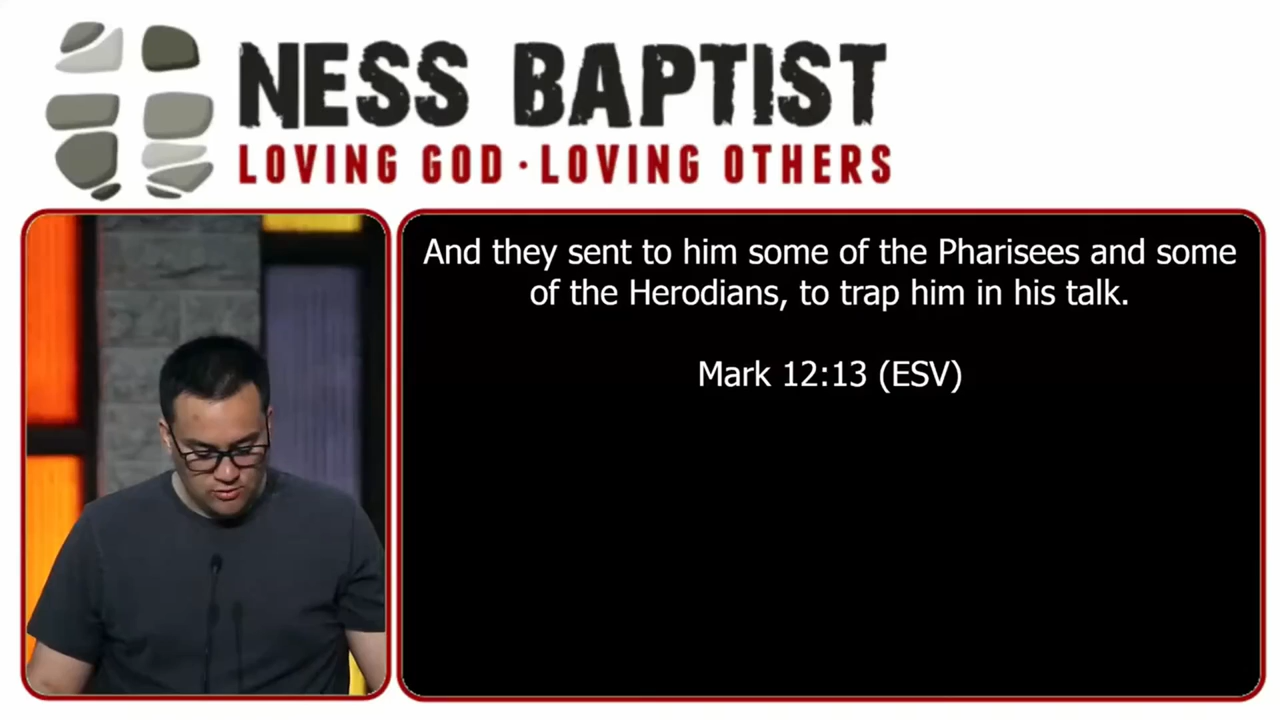 NESS BAPTIST
LOVING GOD · LOVING OTHERS
And they sent to him some of the Pharisees and some
of the Herodians, to trap him in his talk.
Mark 12:13 (ESV)